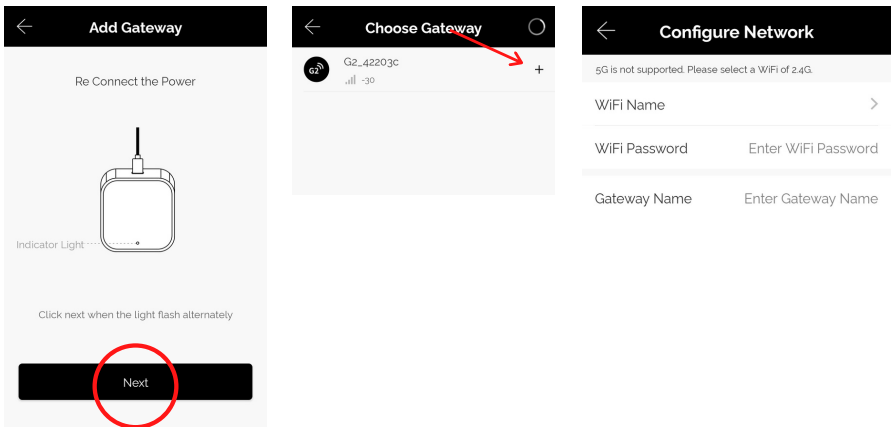 Add Gateway
Re Connect the Power
Indicator Light
Click next when the light flash alternately
Next
Choose Gateway
G2
G2_42203c
-30
+
Configure Network
5G is not supported. Please select a WiFi of 2.4G.
WiFi Name
WiFi Password Enter WiFi Password
Gateway Name Enter Gateway Name